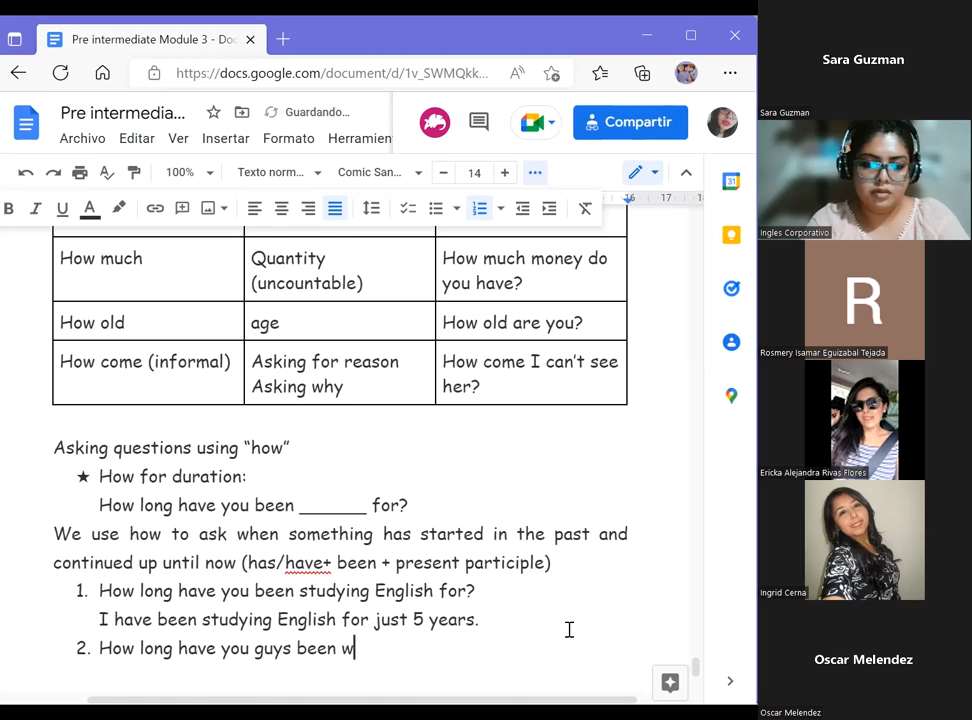 Pre intermediate Module 3 - Doc
https://docs.google.com/document/d/1v_SWMQkk...
Pre intermedia...
Guardando...
Compartir
Archivo Editar Ver Insertar Formato Herramien
100% Texto norm... Comic San... 14
B I U A
16 17 18
31
How much
Quantity
(uncountable)
How much money do
you have?
How old
age
How old are you?
How come (informal)
Asking for reason
Asking why
How come I can't see
her?
Asking questions using “how”
★ How for duration:
How long have you been _______ for?
We use how to ask when something has started in the past and
continued up until now (has/have+ been + present participle)
1. How long have you been studying English for?
I have been studying English for just 5 years.
2. How long have you guys been w
Sara Guzman
Sara Guzman
Ingles Corporativo
R
Rosmery Isamar Eguizabal Tejada
Ericka Alejandra Rivas Flores
Ingrid Cerna
Oscar Melendez
Oscar Melendez